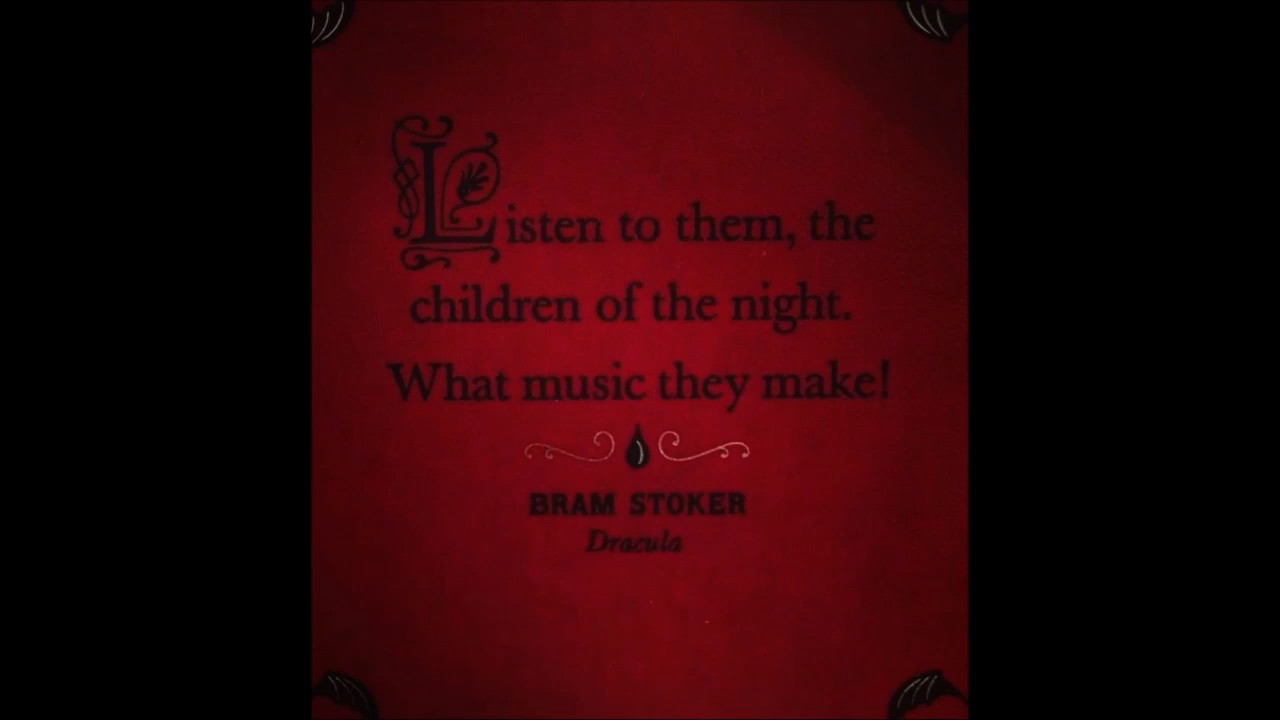 Listen to them, the
children of the night.
What music they make!
BRAM STOKER
Dracula